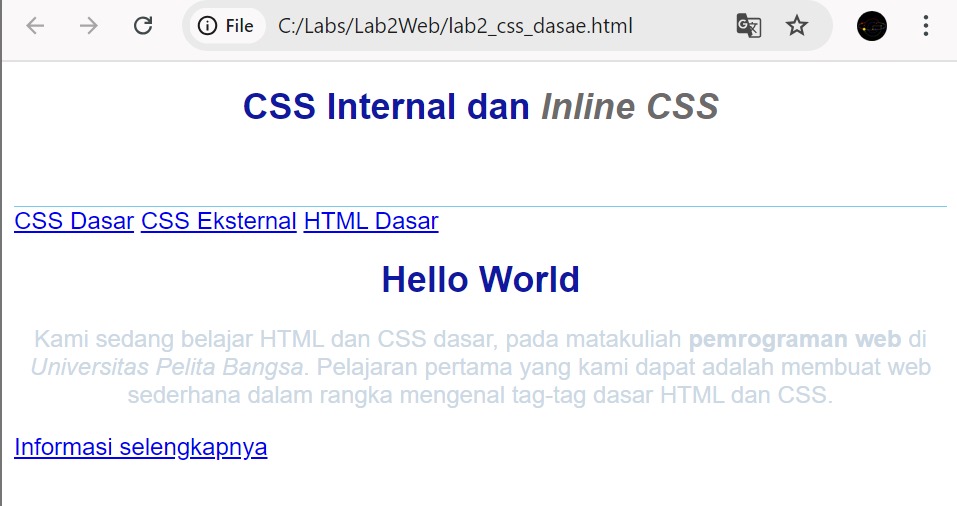 File C:/Labs/Lab2Web/lab2_css_dasae.html
CSS Internal dan Inline CSS
CSS Dasar CSS Eksternal HTML Dasar
Hello World
Kami sedang belajar HTML dan CSS dasar, pada matakuliah pemrograman web di
Universitas Pelita Bangsa. Pelajaran pertama yang kami dapat adalah membuat web
sederhana dalam rangka mengenal tag-tag dasar HTML dan CSS.
Informasi selengkapnya